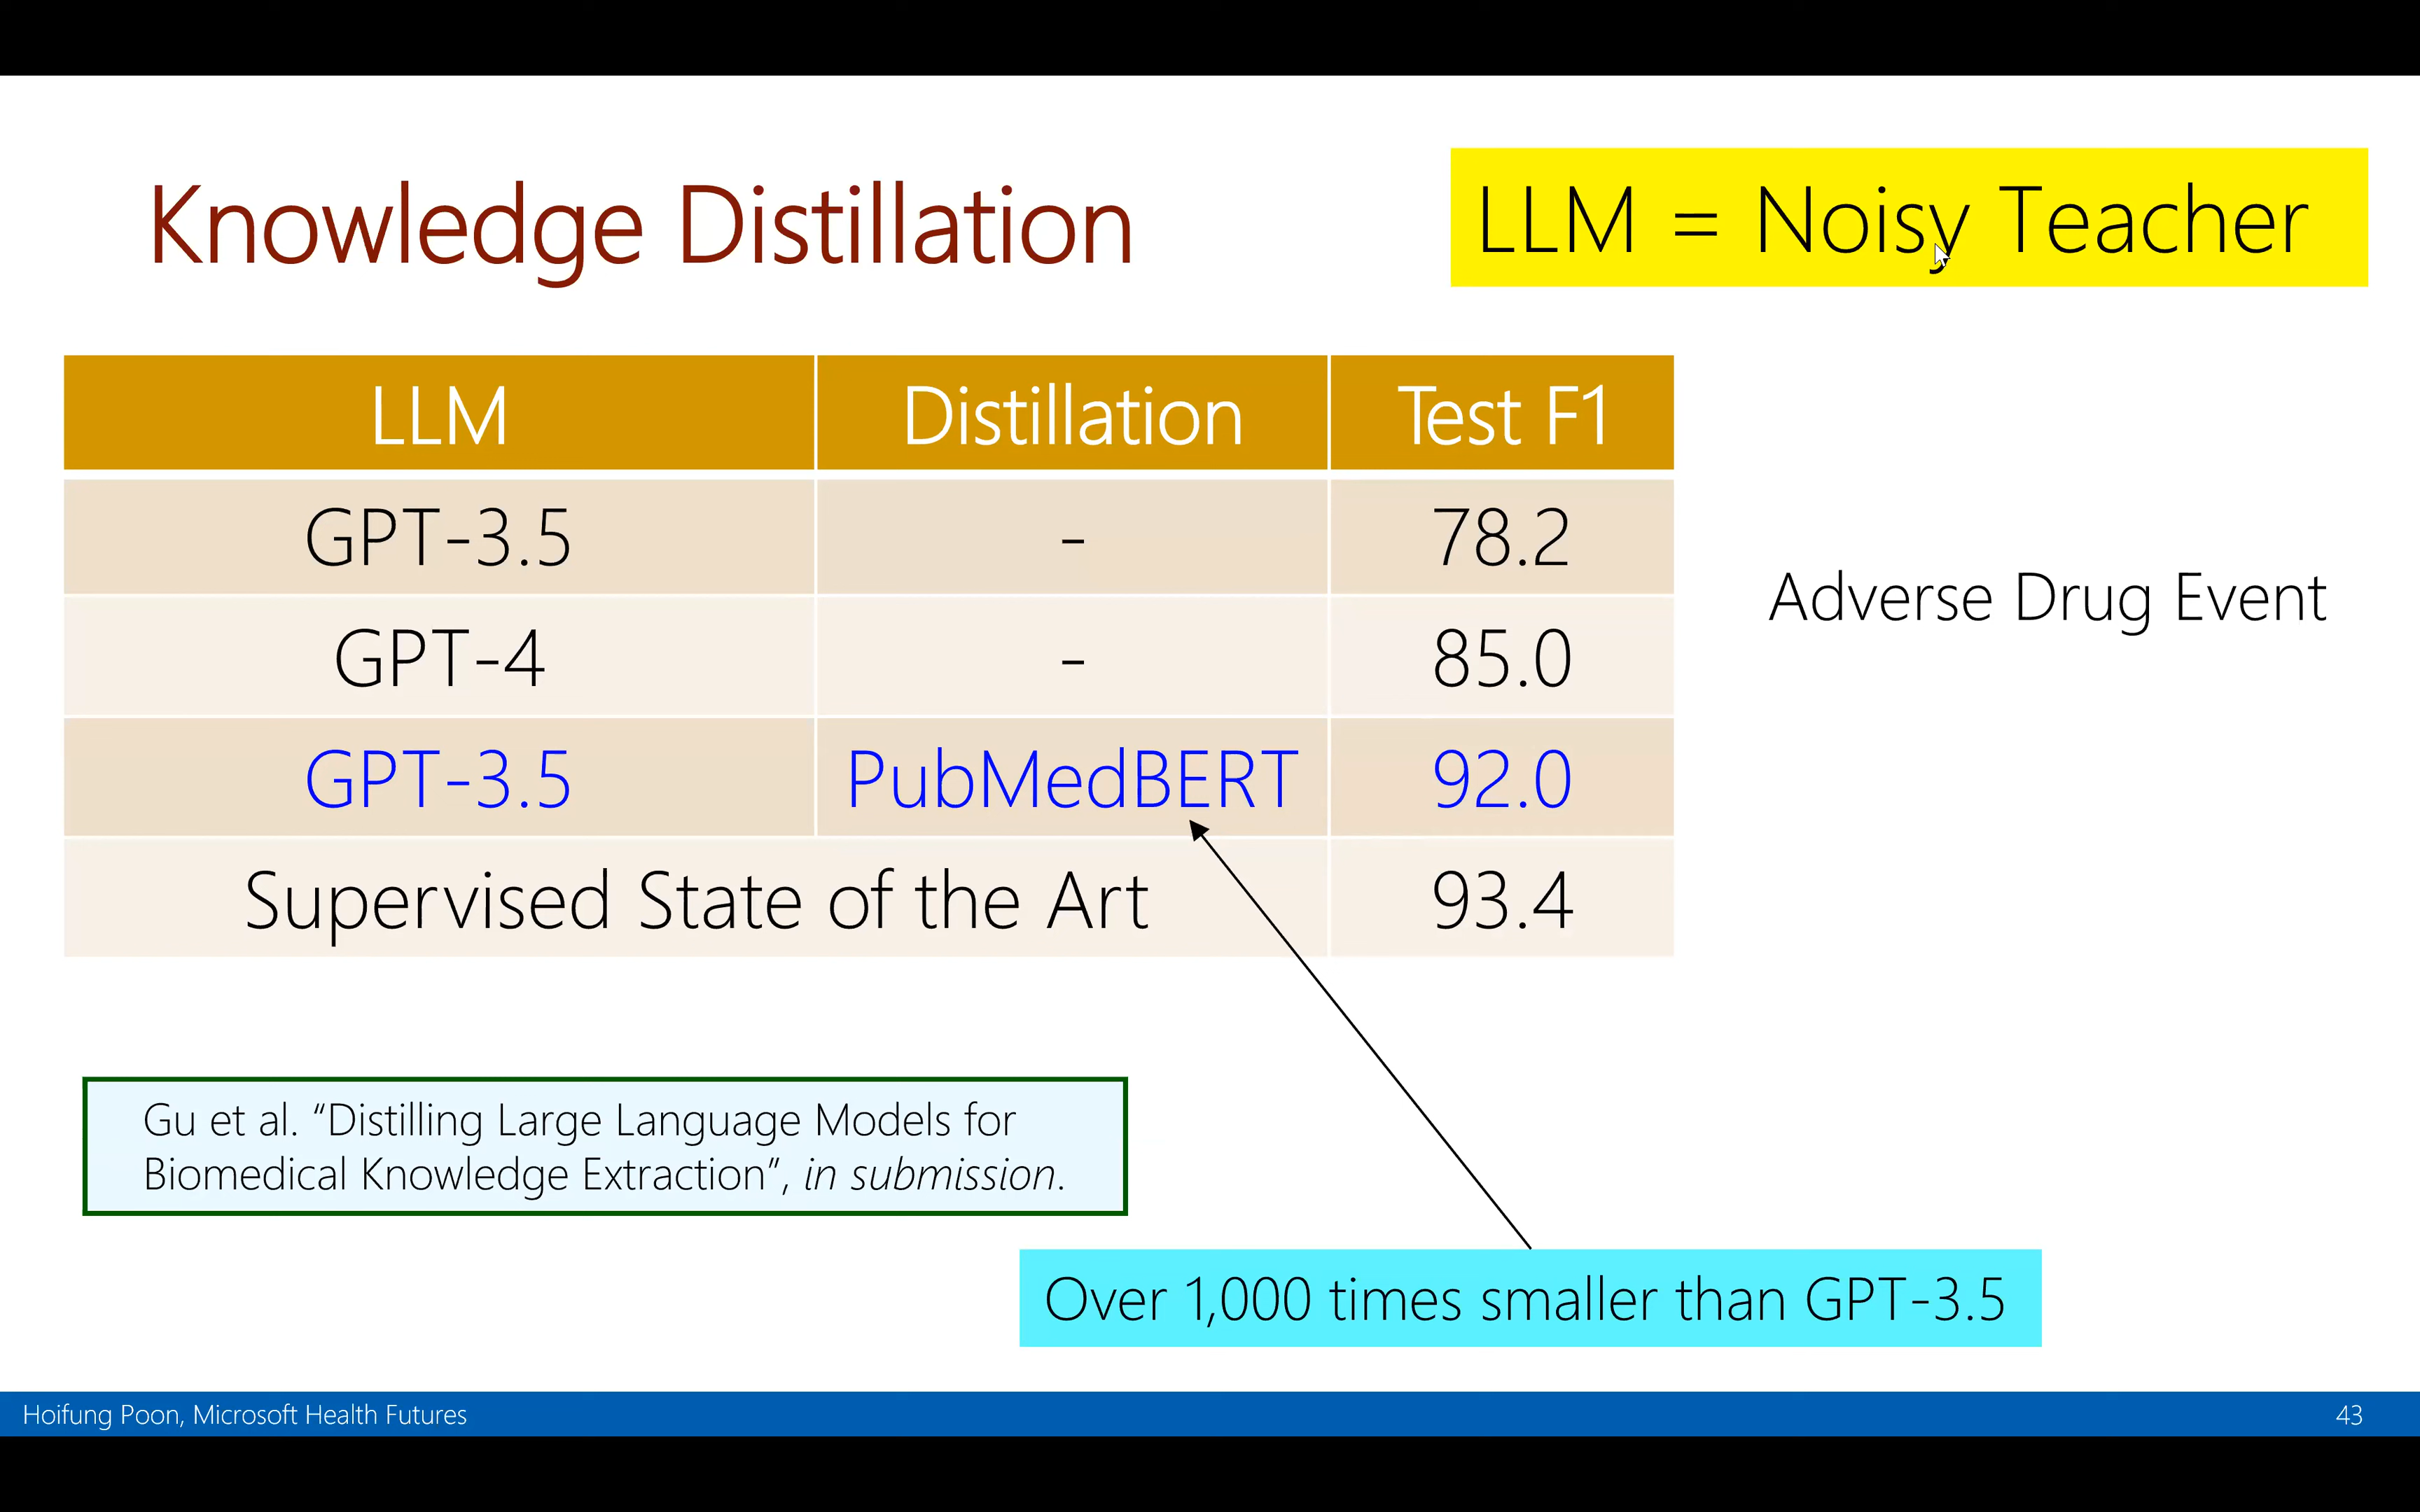 Knowledge Distillation
LLM = Noisy Teacher
LLM Distillation Test F1
GPT-3.5 - 78.2
GPT-4 - 85.0
GPT-3.5 PubMedBERT 92.0
Supervised State of the Art 93.4
Adverse Drug Event
Gu et al. “Distilling Large Language Models for
Biomedical Knowledge Extraction”, in submission.
Over 1,000 times smaller than GPT-3.5
Hoifung Poon, Microsoft Health Futures
43